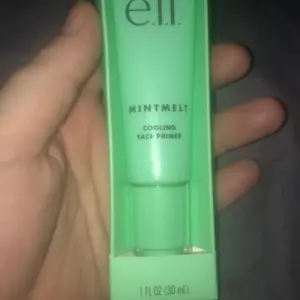 e.l.f.
MINTMELT
COOLING
FACE PRIMER
1 FL OZ (30 mL)